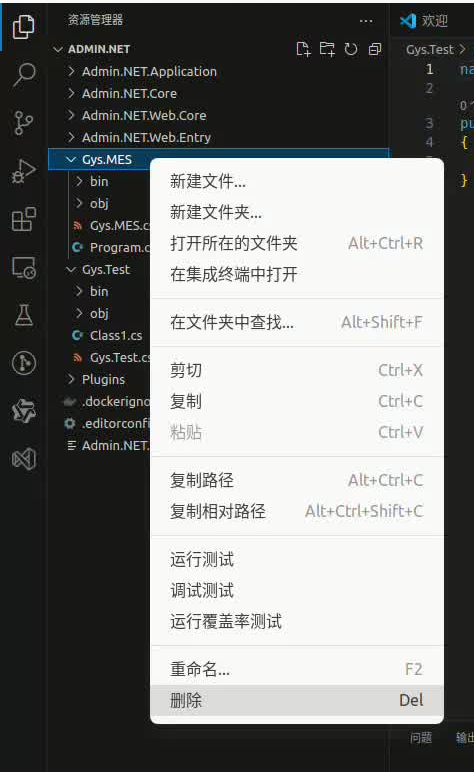 资源管理器 ...
欢迎
ADMIN.NET
Gys.Test
Admin.NET.Application
1 na
Admin.NET.Core
2
Admin.NET.Web.Core
3 pu
Admin.NET.Web.Entry
4 {
Gys.MES
}
bin
obj
Gys.MES.cs
Program.c
Gys.Test
bin
obj
Class1.cs
Gys.Test.cs
Plugins
.dockerigno
.editorconfi
Admin.NET.
新建文件...
新建文件夹...
打开所在的文件夹 Alt+Ctrl+R
在集成终端中打开
在文件夹中查找... Alt+Shift+F
剪切 Ctrl+X
复制 Ctrl+C
粘贴 Ctrl+V
复制路径 Alt+Ctrl+C
复制相对路径 Alt+Ctrl+Shift+C
运行测试
调试测试
运行覆盖率测试
重命名... F2
删除 Del
问题 输出